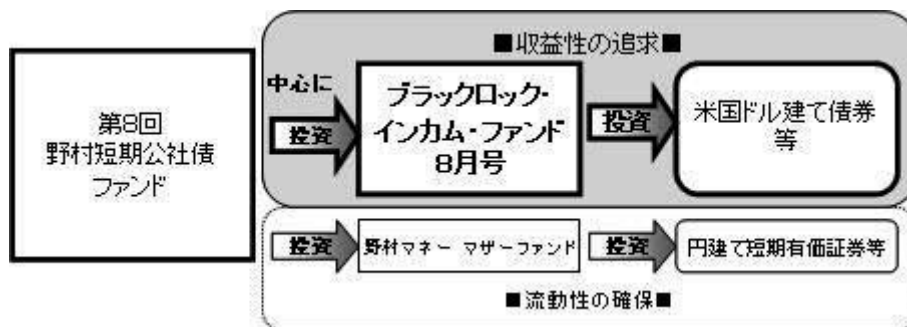 第8回
野村短期公社債
ファンド
■収益性の追求■
中心に
投資
ブラックロック・
インカム・ファンド
8月号
投資
米国ドル建て債券
等
投資
野村マネー マザーファンド
投資
円建て短期有価証券等
■流動性の確保■